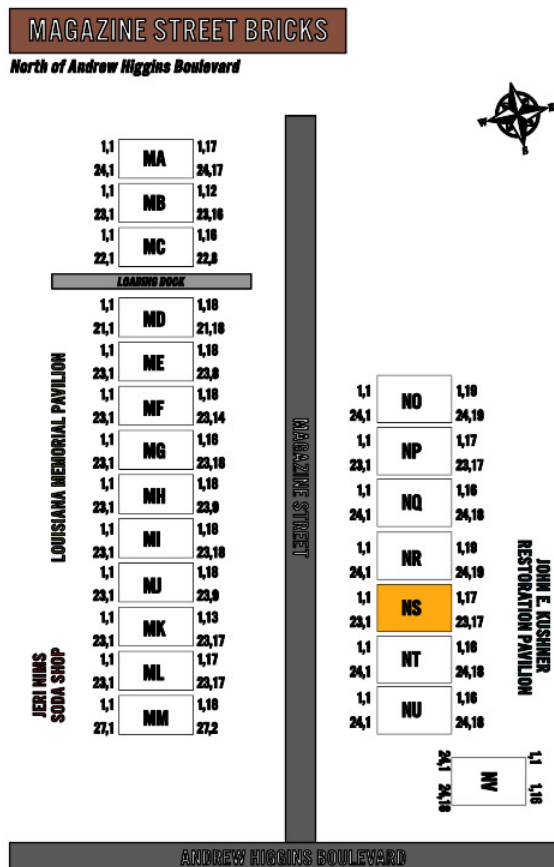 MAGAZINE STREET BRICKS
North of Andrew Higgins Boulevard
N
W
E
S
1,1 MA 1,17
24,1 24,17
1,1 MB 1,12
23,1 23,16
1,1 MC 1,16
22,1 22,8
LOADING DOCK
1,1 MD 1,18
21,1 21,18
1,1 ME 1,18
23,1 23,8
1,1 MF 1,18
23,1 23,14
1,1 MG 1,16
23,1 23,18
1,1 MH 1,18
23,1 23,9
1,1 MI 1,18
23,1 23,18
1,1 MJ 1,18
23,1 23,9
1,1 MK 1,13
23,1 23,17
1,1 ML 1,17
23,1 23,17
1,1 MM 1,18
27,1 27,2
LOUISIANA MEMORIAL PAVILION
JERI NIMS
SODA SHOP
MAGAZINE STREET
1,1 NO 1,19
24,1 24,19
1,1 NP 1,17
23,1 23,17
1,1 NQ 1,16
24,1 24,18
1,1 NR 1,19
24,1 24,19
1,1 NS 1,17
23,1 23,17
1,1 NT 1,16
24,1 24,18
1,1 NU 1,16
24,1 24,18
JOHN E. KUSHNER
RESTORATION PAVILION
1,1 NV 1,16
24,1 24,18
ANDREW HIGGINS BOULEVARD